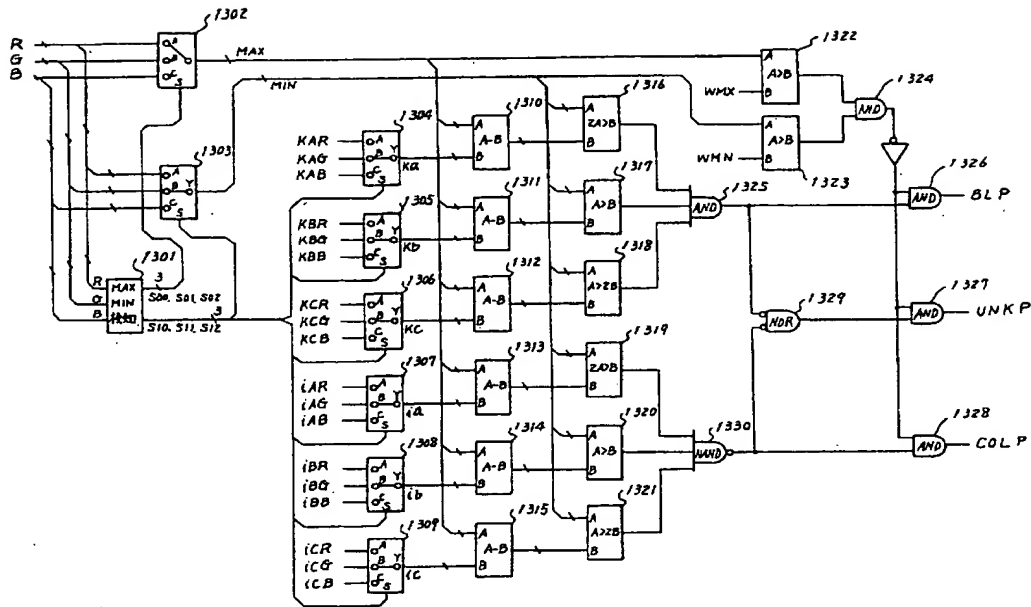 1302
R
G
B
A
B
C
S
MAX
MIN
1303
A
B
C
Y
S
1301
R
G
B
MAX
MIN
検知
3
S00, S01, S02
3
S10, S11, S12
KAR
KAG
KAB
A
B
C
Y
S
1304
Ka
KBR
KBG
KBB
A
B
C
Y
S
1305
Kb
KCR
KCG
KCB
A
B
C
Y
S
1306
Kc
iAR
iAG
iAB
A
B
C
Y
S
1307
ia
iBR
iBG
iBB
A
B
C
Y
S
1308
ib
iCR
iCG
iCB
A
B
C
Y
S
1309
ic
1310
A
A-B
B
1311
A
A-B
B
1312
A
A-B
B
1313
A
A-B
B
1314
A
A-B
B
1315
A
A-B
B
1316
A
2A>B
B
1317
A
A>B
B
1318
A
A>2B
B
1319
A
2A>B
B
1320
A
A>B
B
1321
A
A>2B
B
1322
A
A>B
B
WMX
A
A>B
B
WMN
1323
1324
AND
1325
AND
1326
AND
BLP
1327
AND
UNKP
1328
AND
COLP
1329
NOR
1330
NAND